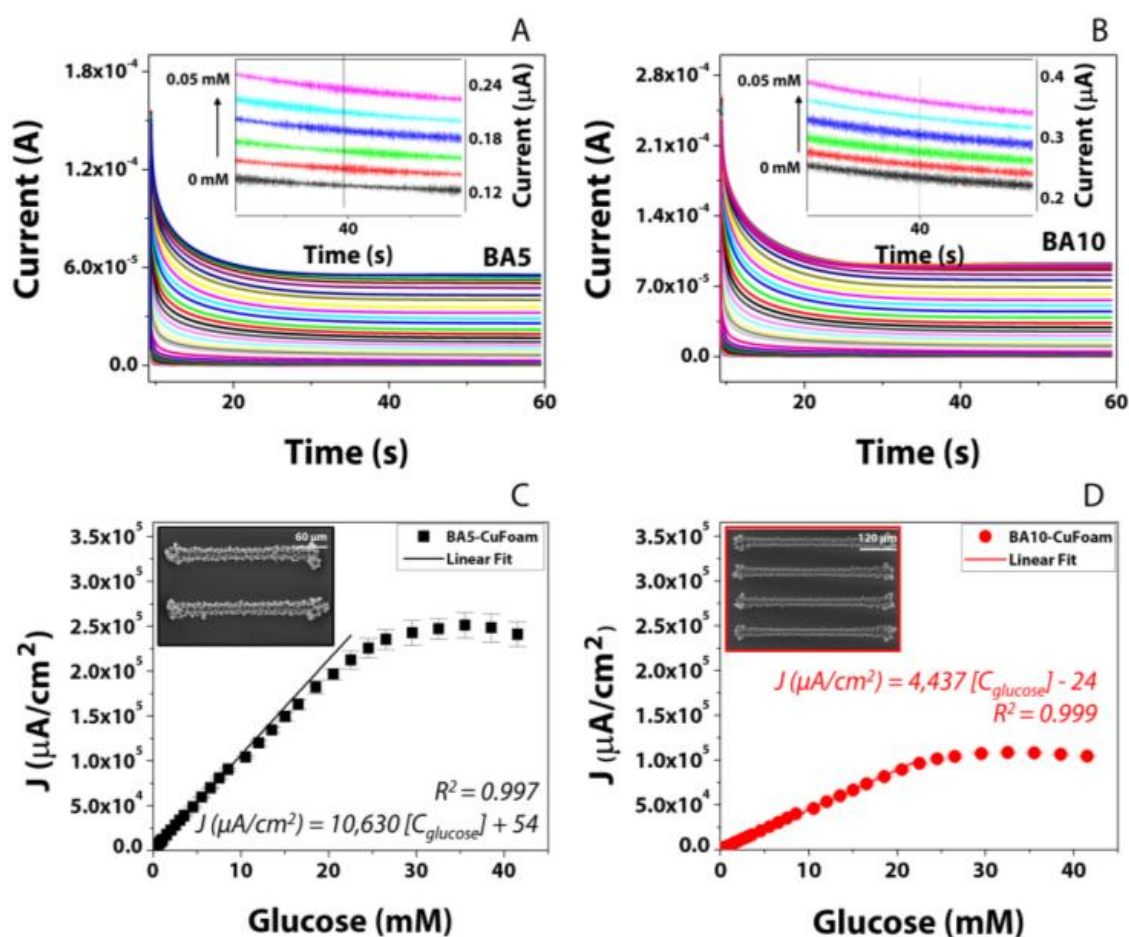 A
1.8x10⁻⁴
1.2x10⁻⁴
6.0x10⁻⁵
0.0
Current (A)
0.05 mM
0 mM
0.24
0.18
0.12
Current (μA)
40
Time (s)
BA5
20
40
60
Time (s)
B
2.8x10⁻⁴
2.1x10⁻⁴
1.4x10⁻⁴
7.0x10⁻⁵
0.0
Current (A)
0.05 mM
0 mM
0.4
0.3
0.2
Current (μA)
40
Time (s)
BA10
20
40
60
Time (s)
C
3.5x10⁵
3.0x10⁵
2.5x10⁵
2.0x10⁵
1.5x10⁵
1.0x10⁵
5.0x10⁴
0.0
J (μA/cm²)
60 μm
BA5-CuFoam
Linear Fit
R² = 0.997
J (μA/cm²) = 10,630 [C_glucose] + 54
0
10
20
30
40
Glucose (mM)
D
3.5x10⁵
3.0x10⁵
2.5x10⁵
2.0x10⁵
1.5x10⁵
1.0x10⁵
5.0x10⁴
0.0
J (μA/cm²)
120 μm
BA10-CuFoam
Linear Fit
J (μA/cm²) = 4,437 [C_glucose] - 24
R² = 0.999
0
10
20
30
40
Glucose (mM)